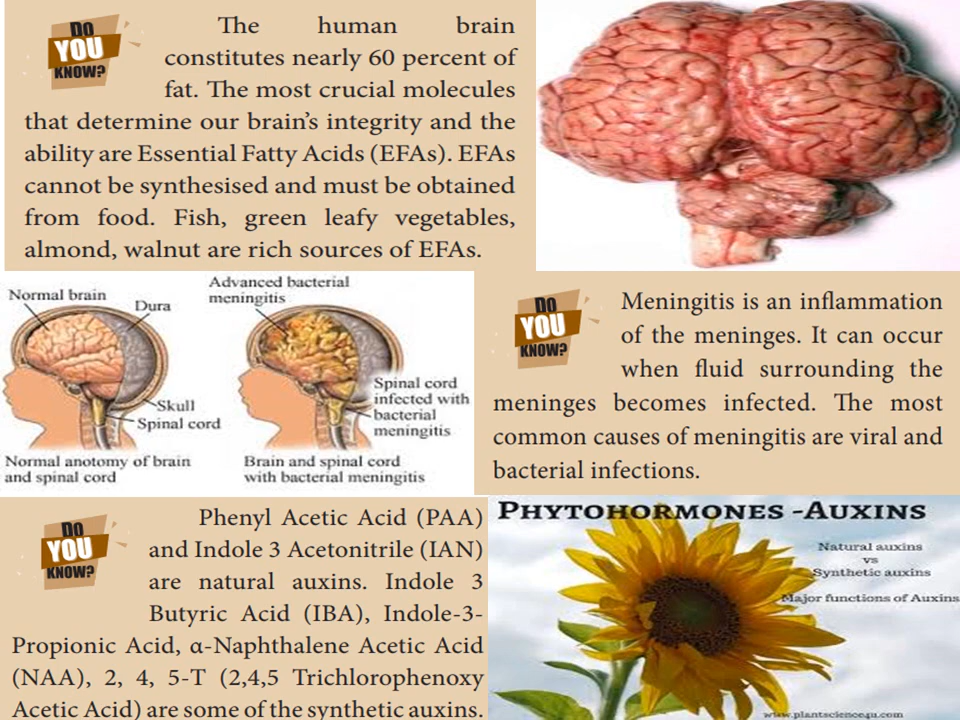 DO
YOU
KNOW?
The human brain
constitutes nearly 60 percent of
fat. The most crucial molecules
that determine our brain's integrity and the
ability are Essential Fatty Acids (EFAs). EFAs
cannot be synthesised and must be obtained
from food. Fish, green leafy vegetables,
almond, walnut are rich sources of EFAs.
Normal brain
Dura
Skull
Spinal cord
Normal anotomy of brain
and spinal cord
Advanced bacterial
meningitis
Spinal cord
infected with
bacterial
meningitis
Brain and spinal cord
with bacterial meningitis
DO
YOU
KNOW?
Meningitis is an inflammation
of the meninges. It can occur
when fluid surrounding the
meninges becomes infected. The most
common causes of meningitis are viral and
bacterial infections.
DO
YOU
KNOW?
Phenyl Acetic Acid (PAA)
and Indole 3 Acetonitrile (IAN)
are natural auxins. Indole 3
Butyric Acid (IBA), Indole-3-
Propionic Acid, α-Naphthalene Acetic Acid
(NAA), 2, 4, 5-T (2,4,5 Trichlorophenoxy
Acetic Acid) are some of the synthetic auxins.
Phytohormones -Auxins
Natural auxins
vs
Synthetic auxins
Major functions of Auxins
www.plantscience4u.com